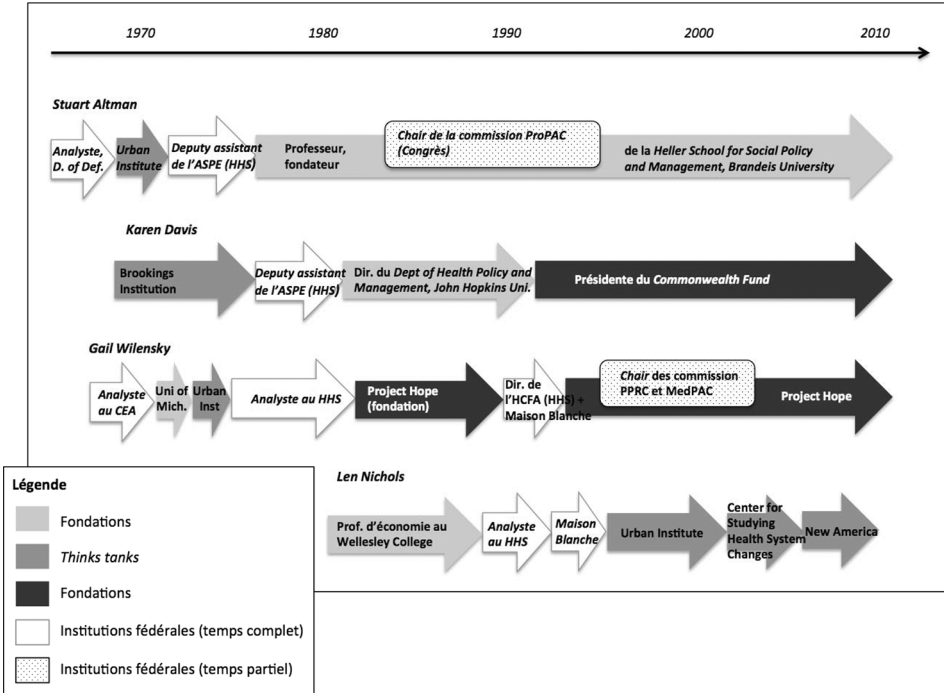 1970 1980 1990 2000 2010
Stuart Altman
Analyste,
D. of Def.
Urban
Institute
Deputy assistant
de l'ASPE (HHS)
Professeur,
fondateur
Chair de la commission ProPAC
(Congrès)
de la Heller School for Social Policy
and Management, Brandeis University
Karen Davis
Brookings
Institution
Deputy assistant
de l'ASPE (HHS)
Dir. du Dept of Health Policy and
Management, John Hopkins Uni.
Présidente du Commonwealth Fund
Gail Wilensky
Analyste
au CEA
Uni of
Mich.
Urban
Inst
Analyste au HHS
Project Hope
(fondation)
Dir. de
l'HCFA (HHS) +
Maison Blanche
Chair des commission
PPRC et MedPAC
Project Hope
Len Nichols
Prof. d'économie au
Wellesley College
Analyste
au HHS
Maison
Blanche
Urban Institute
Center for
Studying
Health System
Changes
New America
Légende
Fondations
Thinks tanks
Fondations
Institutions fédérales (temps complet)
Institutions fédérales (temps partiel)